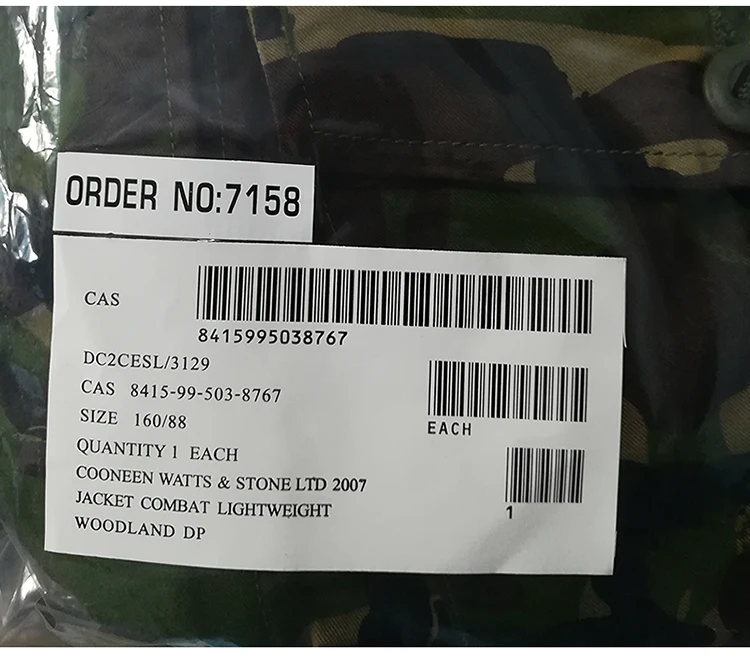 ORDER NO:7158
CAS
8415995038767
DC2CESL/3129
CAS 8415-99-503-8767
SIZE 160/88
EACH
QUANTITY 1 EACH
COONEEN WATTS & STONE LTD 2007
JACKET COMBAT LIGHTWEIGHT
1
WOODLAND DP